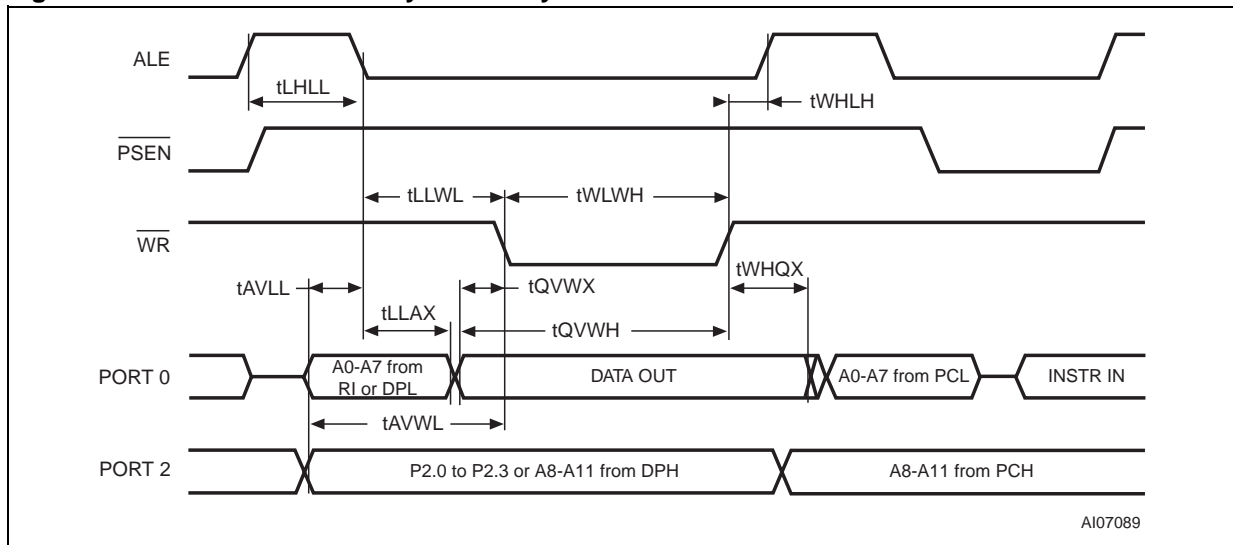 ALE
tLHLL
tWHLH
PSEN
tLLWL
tWLWH
WR
tWHQX
tAVLL
tQVWX
tLLAX
tQVWH
PORT 0
A0-A7 from
RI or DPL
DATA OUT
A0-A7 from PCL
INSTR IN
tAVWL
PORT 2
P2.0 to P2.3 or A8-A11 from DPH
A8-A11 from PCH
AI07089